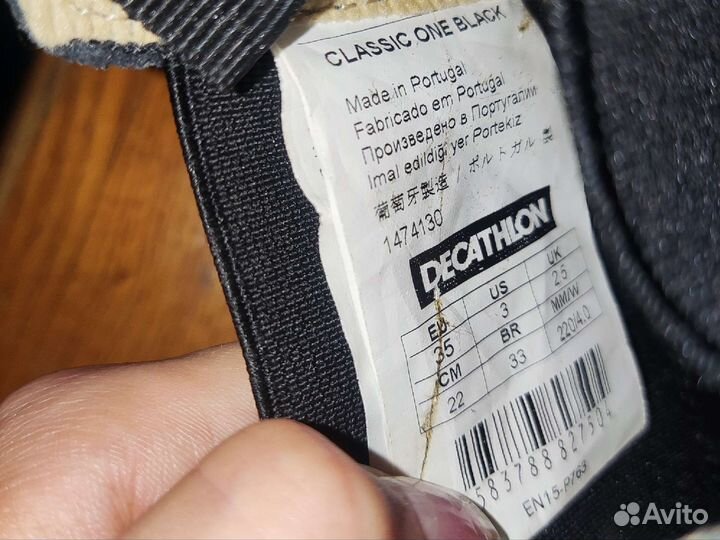 CLASSIC ONE BLACK
Made in Portugal
Fabricado em Portugal
Произведено в Португалии
Imal edildiği yer Portekiz
葡萄牙製造 / ポルトガル 製
1474130
DECATHLON
EU US UK
35 3 2.5
CM BR MM/W
22 33 220/4.0
583788827504
EN15-P763
Avito